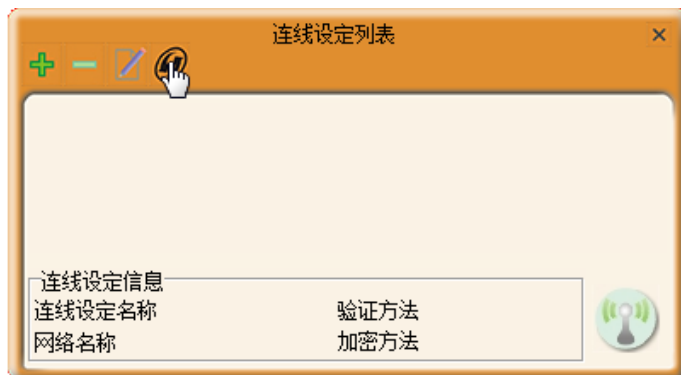 连线设定列表
连线设定信息
连线设定名称 验证方法
网络名称 加密方法